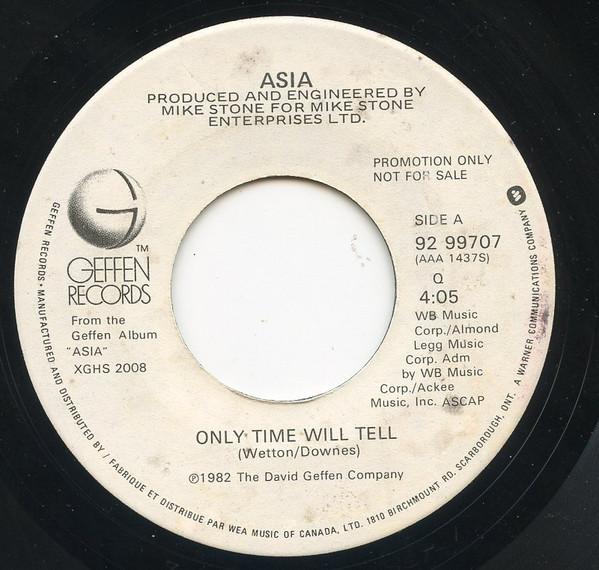 ASIA
PRODUCED AND ENGINEERED BY
MIKE STONE FOR MIKE STONE
ENTERPRISES LTD.
PROMOTION ONLY
NOT FOR SALE
SIDE A
92 99707
(AAA 1437S)
Q
4:05
WB Music
Corp./Almond
Legg Music
Corp. Adm
by WB Music
Corp./Ackee
Music, Inc. ASCAP
G
TM
GEFFEN
RECORDS
From the
Geffen Album
"ASIA"
XGHS 2008
ONLY TIME WILL TELL
(Wetton/Downes)
℗1982 The David Geffen Company
GEFFEN RECORDS • MANUFACTURED AND DISTRIBUTED BY / FABRIQUE ET DISTRIBUE PAR WEA MUSIC OF CANADA, LTD. 1810 BIRCHMOUNT RD. SCARBOROUGH, ONT. A WARNER COMMUNICATIONS COMPANY